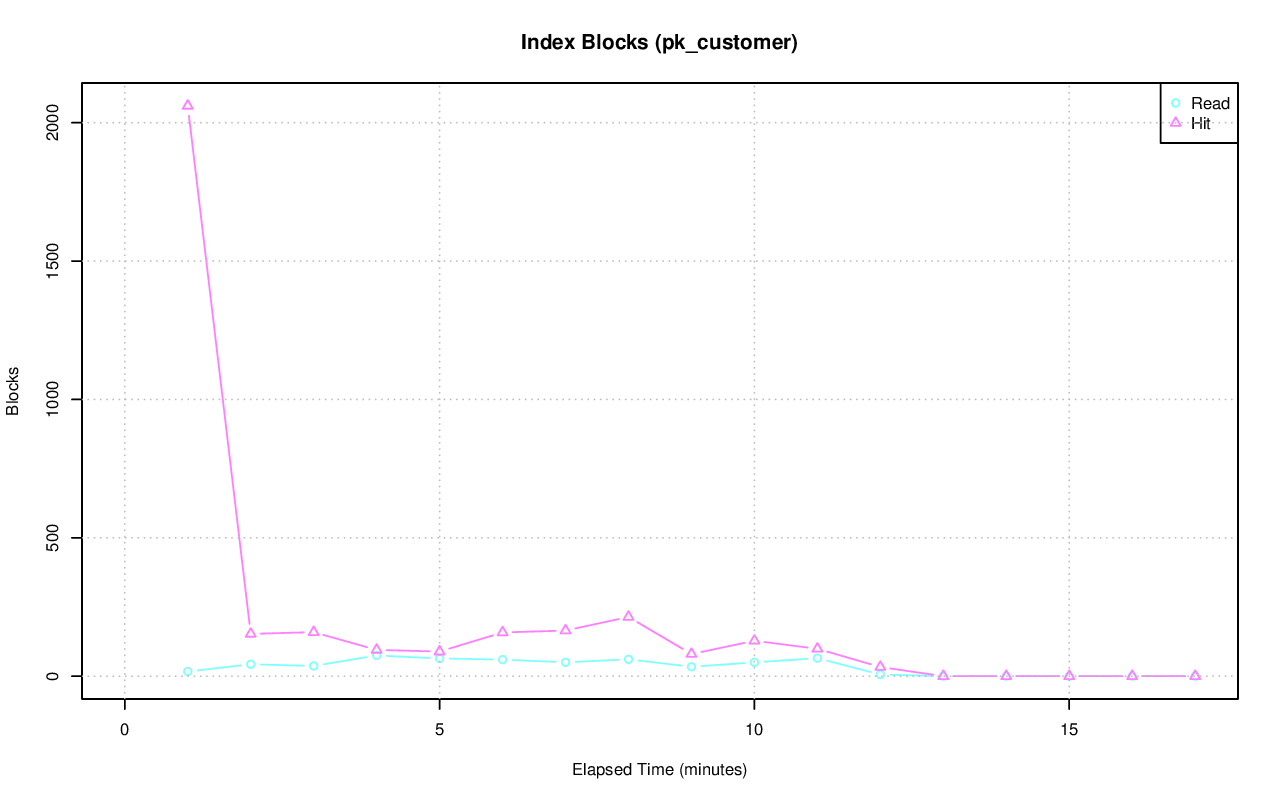 Index Blocks (pk_customer)
Read
Hit
2000
1500
1000
500
0
Blocks
0 5 10 15
Elapsed Time (minutes)